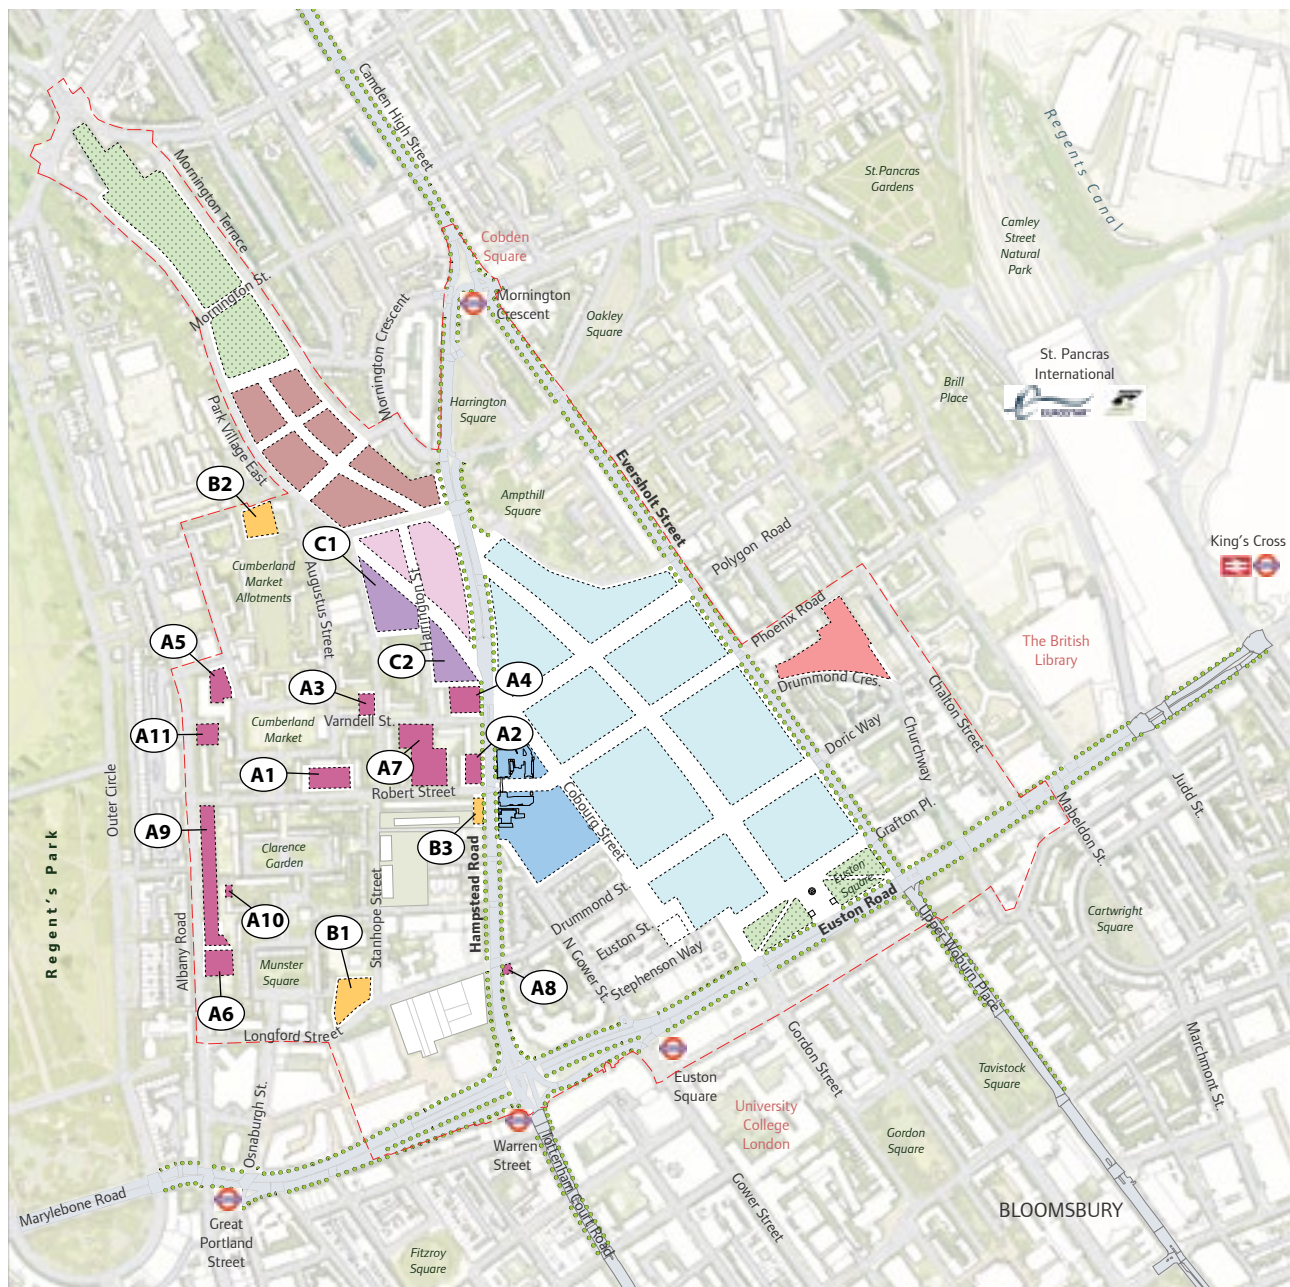 Camden High Street
Regents Canal
St.Pancras
Gardens
Mornington Terrace
Camley
Street
Natural
Park
Cobden
Square
Mornington St.
Mornington
Crescent
Mornington Crescent
Oakley
Square
St. Pancras
International
EUROSTAR
Brill
Place
Harrington
Square
Park Village East
Eversholt Street
B2
Ampthill
Square
Polygon Road
King's Cross
C1
Cumberland
Market
Allotments
Augustus Street
Harrington St.
Phoenix Road
The British
Library
A5
C2
Drummond Cres.
Chalton Street
A3
A4
Varndell St.
Cumberland
Market
A11
A2
Doric Way
Churchway
A1
A7
Robert Street
Outer Circle
Cobourg Street
Judd St.
Mabeldon St.
Grafton Pl.
A9
B3
Regent's Park
Clarence
Garden
Hampstead Road
Euston
Square
Stanhope Street
Drummond St.
Euston Road
A10
Albany Road
B1
Euston St.
Cartwright
Square
Upper Woburn Place
Munster
Square
N Gower St.
Stephenson Way
A8
A6
Longford Street
Gordon Street
Marchmont St.
Euston
Square
Tavistock
Square
Osnaburgh St.
University
College
London
Warren
Street
Tottenham Court Road
Gordon
Square
Marylebone Road
Gower Street
BLOOMSBURY
Great
Portland
Street
Fitzroy
Square